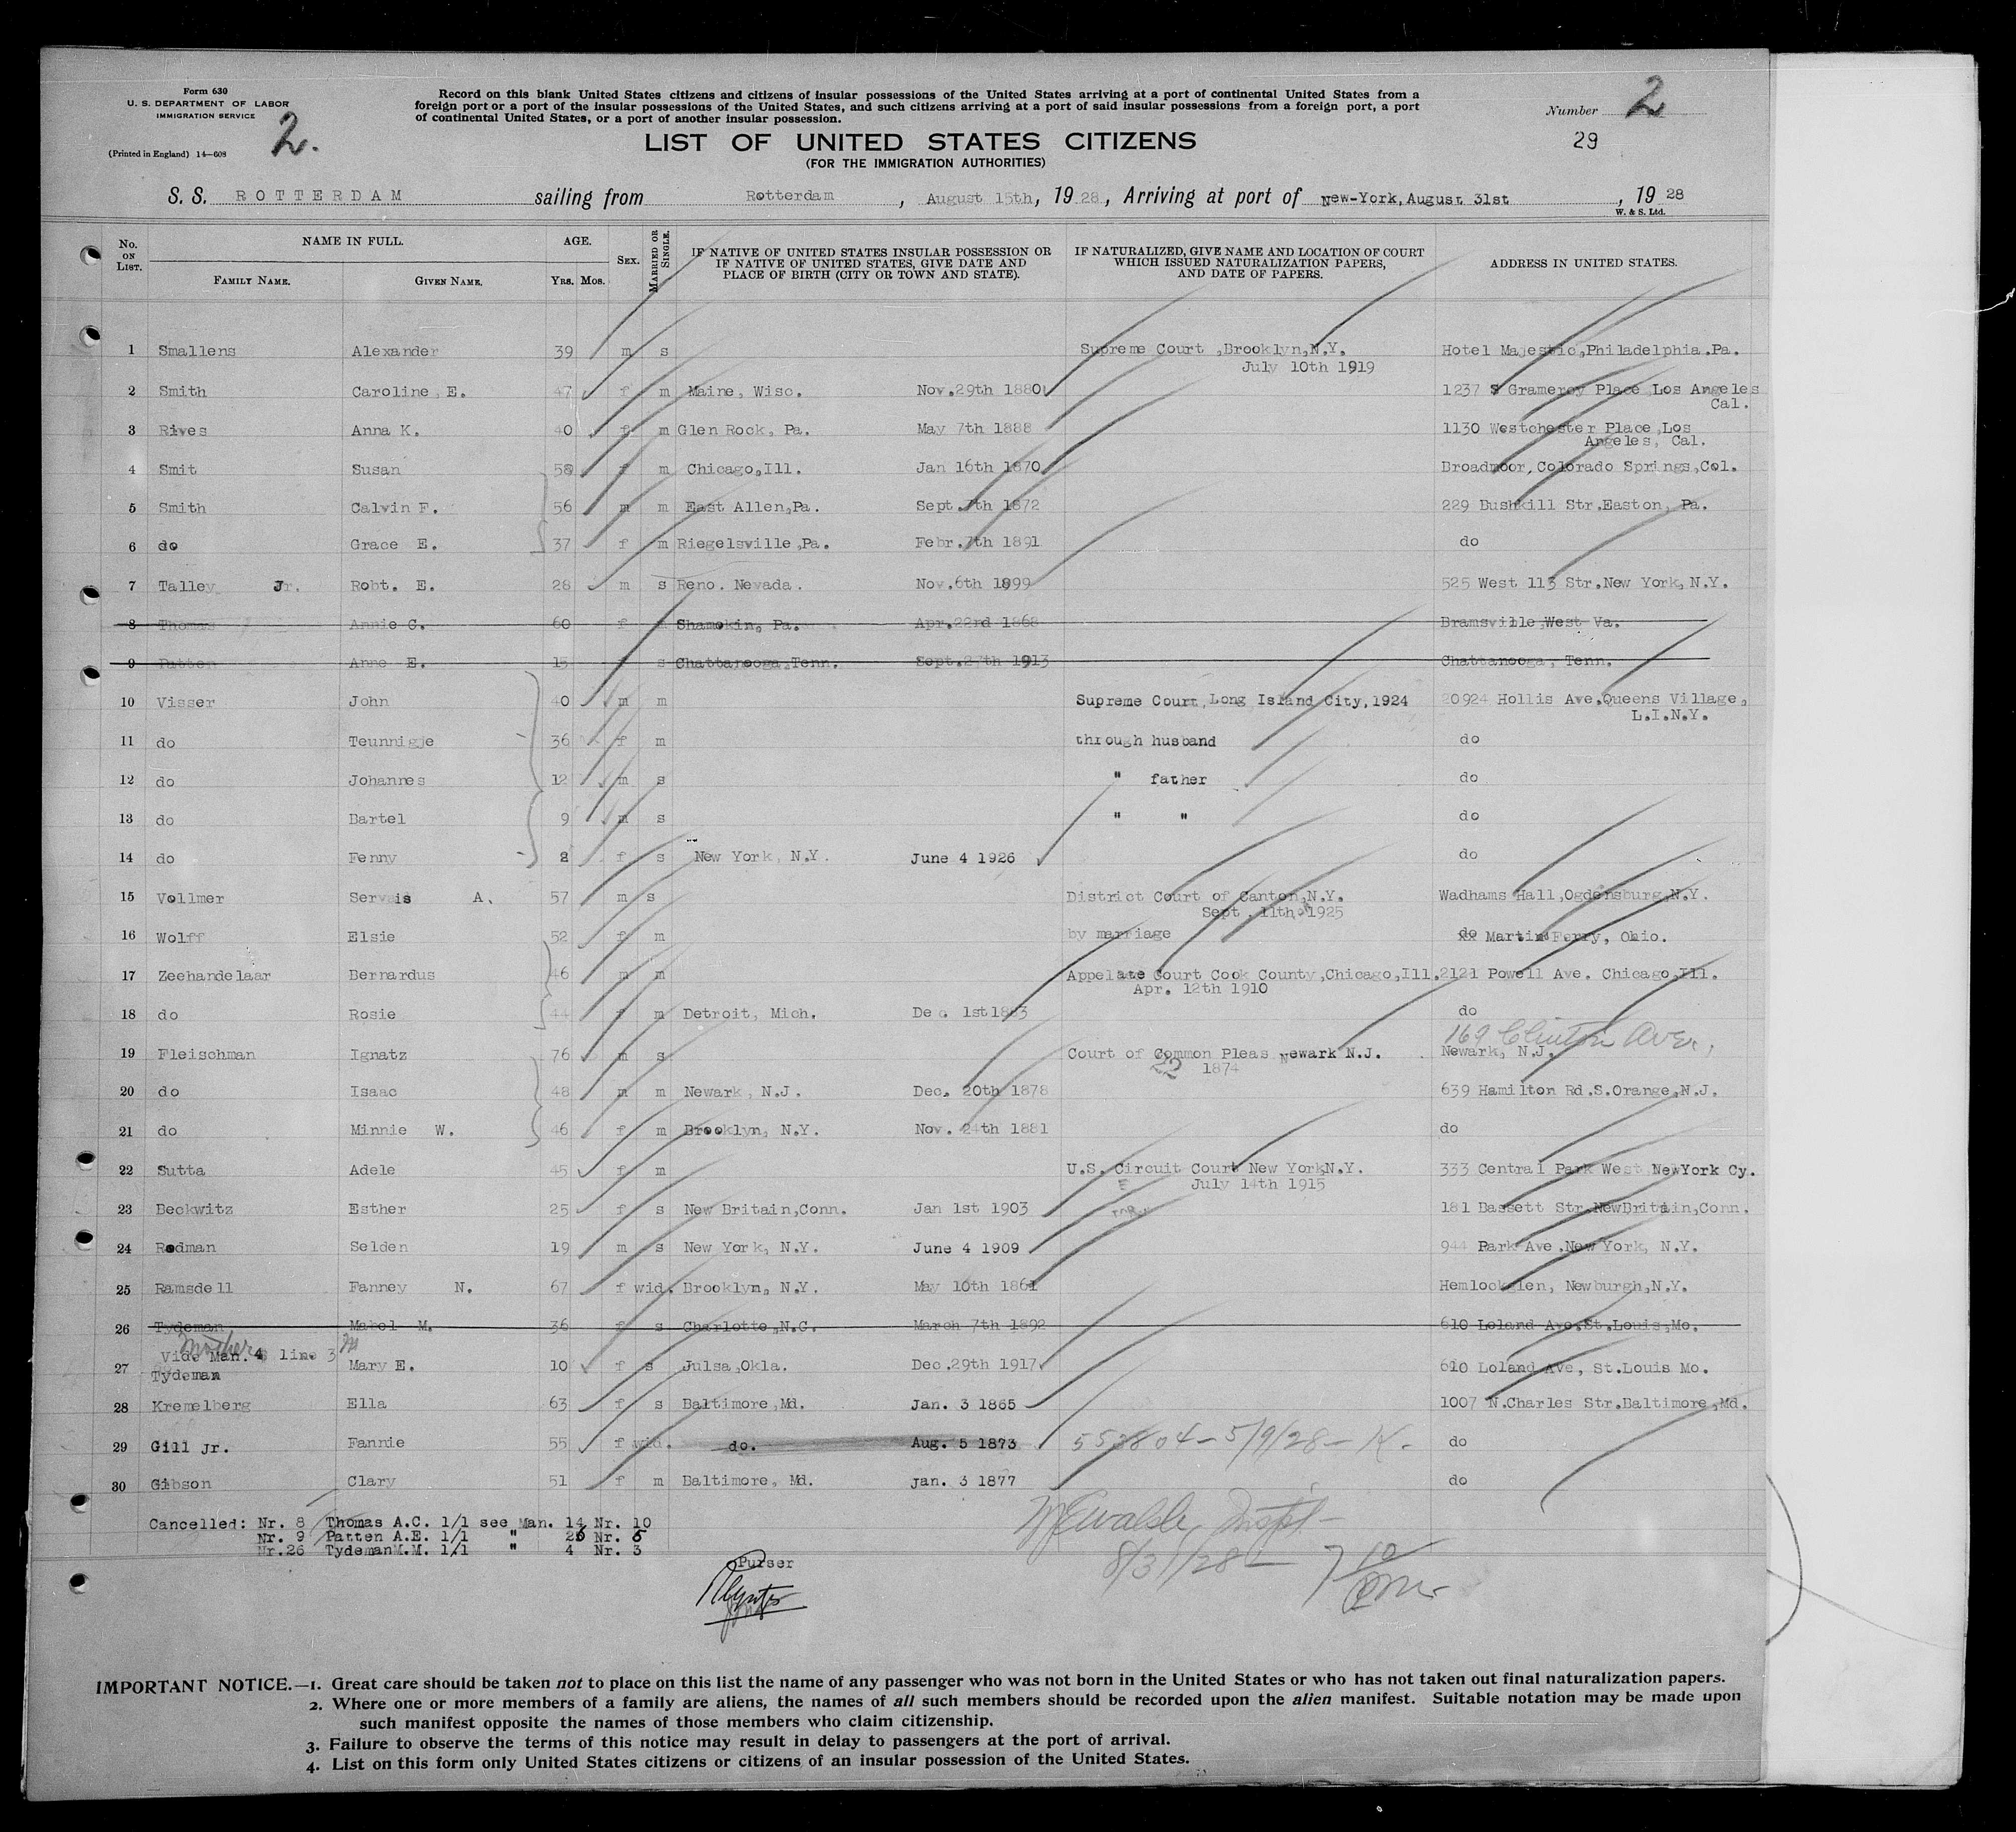 Form 630
U. S. DEPARTMENT OF LABOR
IMMIGRATION SERVICE
(Printed in England) 14—608
2.
Record on this blank United States citizens and citizens of insular possessions of the United States arriving at a port of continental United States from a
foreign port or a port of the insular possessions of the United States, and such citizens arriving at a port of said insular possessions from a foreign port, a port
of continental United States, or a port of another insular possession.
Number 2
29
LIST OF UNITED STATES CITIZENS
(FOR THE IMMIGRATION AUTHORITIES)
S. S. ROTTERDAM sailing from Rotterdam, August 15th, 1928, Arriving at port of New-York, August 31st, 1928
W. & S. Ltd.
No. ON LIST. NAME IN FULL. FAMILY NAME. GIVEN NAME. AGE. YRS. MOS. SEX. MARRIED OR SINGLE. IF NATIVE OF UNITED STATES INSULAR POSSESSION OR IF NATIVE OF UNITED STATES, GIVE DATE AND PLACE OF BIRTH (CITY OR TOWN AND STATE). IF NATURALIZED, GIVE NAME AND LOCATION OF COURT WHICH ISSUED NATURALIZATION PAPERS, AND DATE OF PAPERS. ADDRESS IN UNITED STATES.
1 Smallens Alexander 39 m s Supreme Court ,Brooklyn,N.Y. Hotel Majestic,Philadelphia.Pa.
July 10th 1919
2 Smith Caroline, E. 47 f m Maine, Wisc. Nov.29th 1880 1237 S Gramercy Place Los Angeles
Cal.
3 Rives Anna K. 40 f m Glen Rock, Pa. May 7th 1888 1130 Westchester Place,Los
Angeles, Cal.
4 Smit Susan 58 f m Chicago,Ill. Jan 16th 1870 Broadmoor,Colorado Springs,Col.
5 Smith Calvin F. 56 m m East Allen,Pa. Sept.7th 1872 229 Bushkill Str.Easton, Pa.
6 do Grace E. 37 f m Riegelsville,Pa. Febr.7th 1891 do
7 Talley Jr. Robt. E. 28 m s Reno. Nevada. Nov.6th 1899 525 West 113 Str.New York,N.Y.
8 Thomas Annie C. 60 f Shamokin, Pa. Apr.22rd 1868 Bramsville,West Va.
9 Patten Anne E. 15 f s Chattanooga,Tenn. Sept.27th 1913 Chattanooga, Tenn.
10 Visser John 40 m m Supreme Court, Long Island City, 1924 20924 Hollis Ave.Queens Village,
L.I.N.Y.
11 do Teunnigje 36 f m through husband do
12 do Johannes 12 m s " father do
13 do Bartel 9 m s " " do
14 do Fenny 2 f s New York, N.Y. June 4 1926 do
15 Vollmer Servais A. 57 m s District Court of Canton,N.Y. Wadhams Hall,Ogdensburg,N.Y.
Sept. 11th 1925
16 Wolff Elsie 52 f m by marriage do Martins Ferry, Ohio.
17 Zeehandelaar Bernardus 46 m m Appelate Court Cook County,Chicago,Ill. 2121 Powell Ave. Chicago,Ill.
Apr. 12th 1910
18 do Rosie 44 f m Detroit, Mich. Dec. 1st 1883 do
169 Clinton Ave.,
19 Fleischman Ignatz 76 m s Court of Common Pleas Newark N.J. Newark, N.J.
22 1874
20 do Isaac 48 m m Newark, N.J. Dec. 20th 1878 639 Hamilton Rd.S.Orange,N.J.
21 do Minnie W. 46 f m Brooklyn, N.Y. Nov. 24th 1881 do
22 Sutta Adele 45 f m U.S. Circuit Court New York N.Y. 333 Central Park West NewYork Cy.
July 14th 1915
23 Beckwitz Esther 25 f s New Britain,Conn. Jan 1st 1903 181 Bassett Str.NewBritain,Conn.
24 Rodman Selden 19 m s New York, N.Y. June 4 1909 944 Park Ave,New York, N.Y.
25 Ramsdell Fanney N. 67 f wid. Brooklyn, N.Y. May 10th 1861 Hemlockglen, Newburgh,N.Y.
26 Tydeman Mabel M. 36 f s Charlotte,N.C. March 7th 1892 610 Loland Ave.St.Louis,Mo.
Mother
Vide Man. 4 line 3
27 Tydeman Mary E. 10 f s Julsa,Okla. Dec.29th 1917 610 Loland Ave, St.Louis Mo.
28 Kremelberg Ella 63 f s Baltimore,Md. Jan. 3 1865 1007 N.Charles Str.Baltimore,Md.
29 Gill Jr. Fannie 55 f wid. do. Aug. 5 1873 552804-5/9/28-K- do
30 Gibson Clary 51 f m Baltimore, Md. Jan. 3 1877 do
Cancelled: Nr. 8 Thomas A.C. 1/1 see Man. 14 Nr. 10
Nr. 9 Patten A.E. 1/1 " 26 Nr. 5
Nr.26 Tydeman M.M. 1/1 " 4 Nr. 3
8/31/28
Purser
IMPORTANT NOTICE.—1. Great care should be taken not to place on this list the name of any passenger who was not born in the United States or who has not taken out final naturalization papers.
2. Where one or more members of a family are aliens, the names of all such members should be recorded upon the alien manifest. Suitable notation may be made upon
such manifest opposite the names of those members who claim citizenship.
3. Failure to observe the terms of this notice may result in delay to passengers at the port of arrival.
4. List on this form only United States citizens or citizens of an insular possession of the United States.